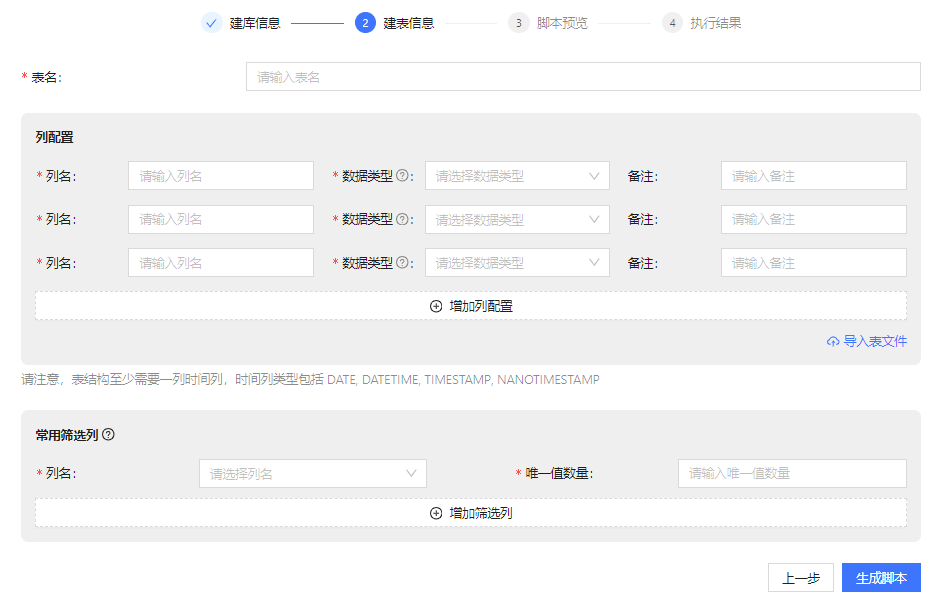 建库信息 2 建表信息 3 脚本预览 4 执行结果
* 表名: 请输入表名
列配置
* 列名: 请输入列名 * 数据类型?: 请选择数据类型 备注: 请输入备注
* 列名: 请输入列名 * 数据类型?: 请选择数据类型 备注: 请输入备注
* 列名: 请输入列名 * 数据类型?: 请选择数据类型 备注: 请输入备注
增加列配置
导入表文件
请注意，表结构至少需要一列时间列，时间列类型包括 DATE, DATETIME, TIMESTAMP, NANOTIMESTAMP
常用筛选列?
* 列名: 请选择列名 * 唯一值数量: 请输入唯一值数量
增加筛选列
上一步 生成脚本